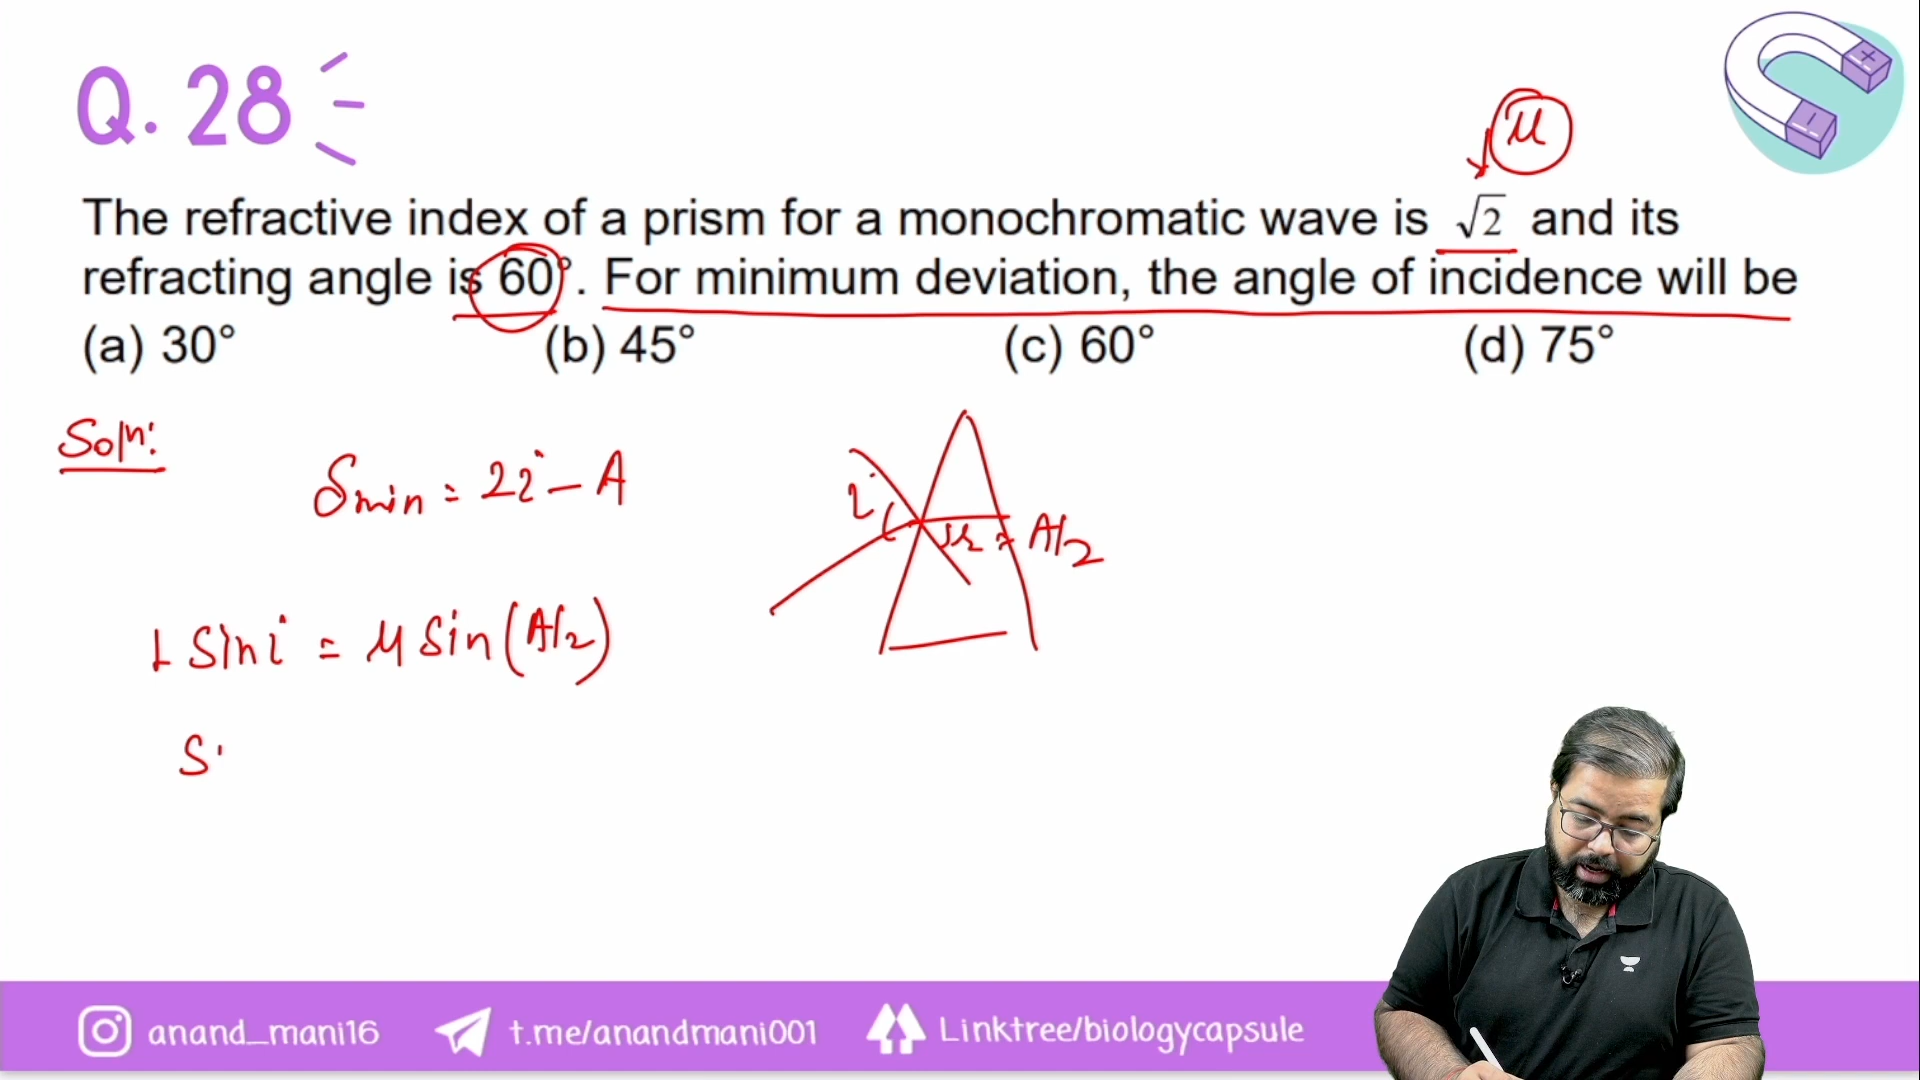 Q. 28
μ
The refractive index of a prism for a monochromatic wave is √2 and its
refracting angle is 60°. For minimum deviation, the angle of incidence will be
(a) 30° (b) 45° (c) 60° (d) 75°
Soln:
δmin = 2i - A
i
r = A/2
1 Sin i = μ Sin (A/2)
S
anand_mani16 t.me/anandmani001 Linktree/biologycapsule